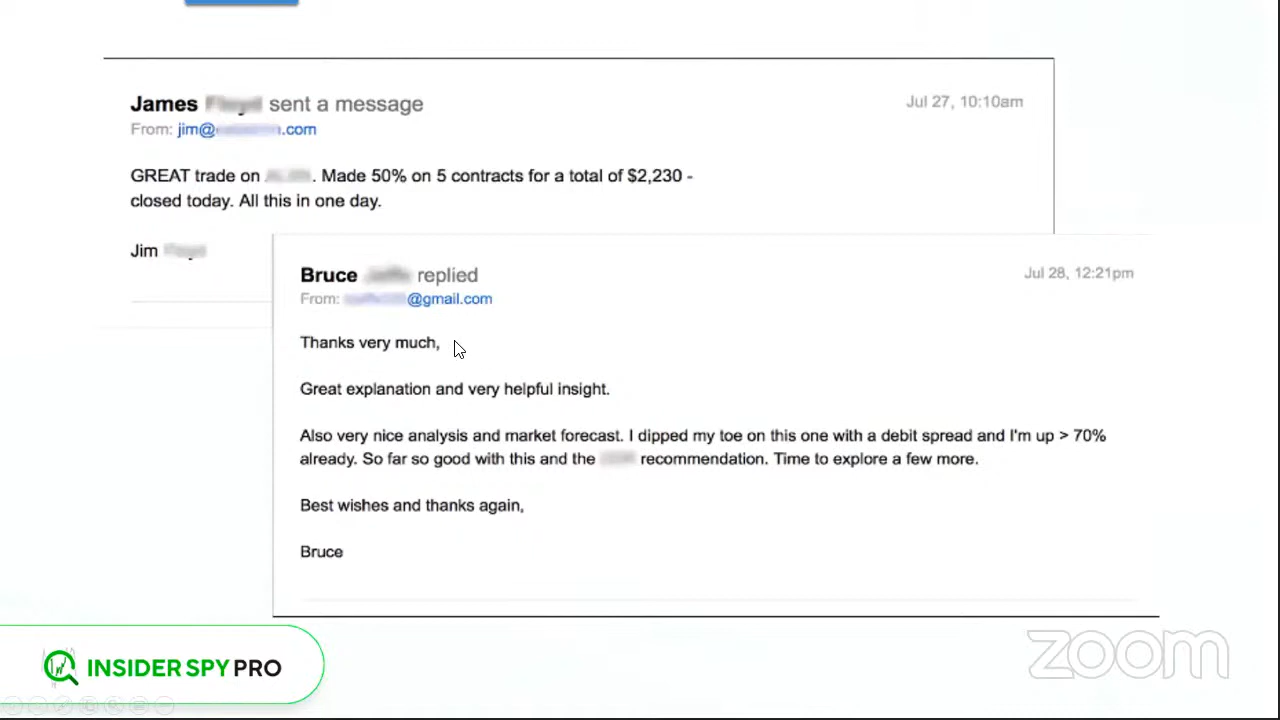 James sent a message
Jul 27, 10:10am
From: jim@ .com
GREAT trade on . Made 50% on 5 contracts for a total of $2,230 -
closed today. All this in one day.
Jim
Bruce replied
Jul 28, 12:21pm
From: @gmail.com
Thanks very much,
Great explanation and very helpful insight.
Also very nice analysis and market forecast. I dipped my toe on this one with a debit spread and I'm up > 70%
already. So far so good with this and the recommendation. Time to explore a few more.
Best wishes and thanks again,
Bruce
INSIDER SPY PRO
zoom